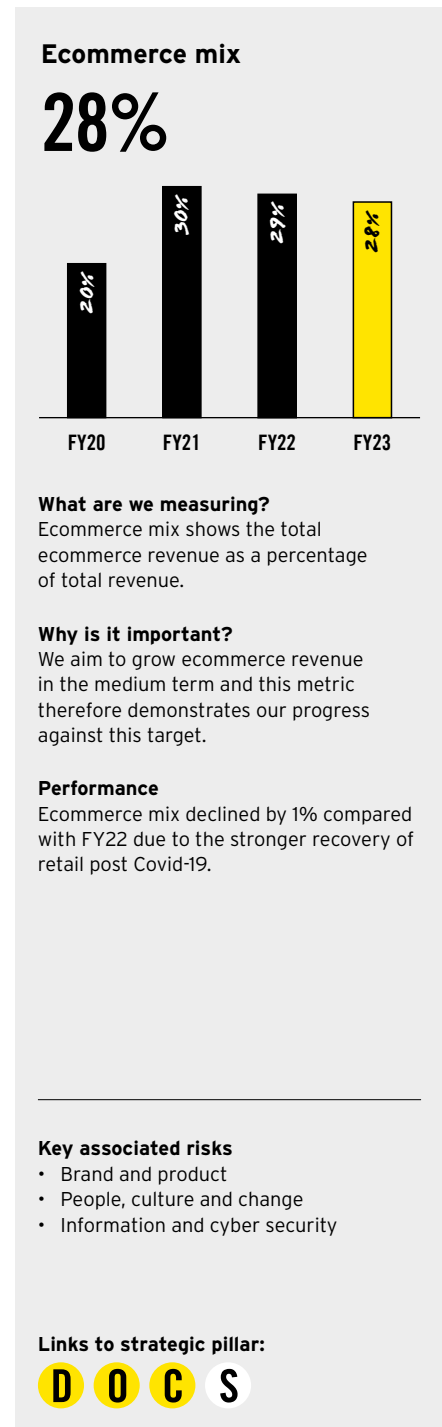 Ecommerce mix
28%
20%
30%
29%
28%
FY20 FY21 FY22 FY23
What are we measuring?
Ecommerce mix shows the total
ecommerce revenue as a percentage
of total revenue.
Why is it important?
We aim to grow ecommerce revenue
in the medium term and this metric
therefore demonstrates our progress
against this target.
Performance
Ecommerce mix declined by 1% compared
with FY22 due to the stronger recovery of
retail post Covid-19.
Key associated risks
• Brand and product
• People, culture and change
• Information and cyber security
Links to strategic pillar:
D O C S